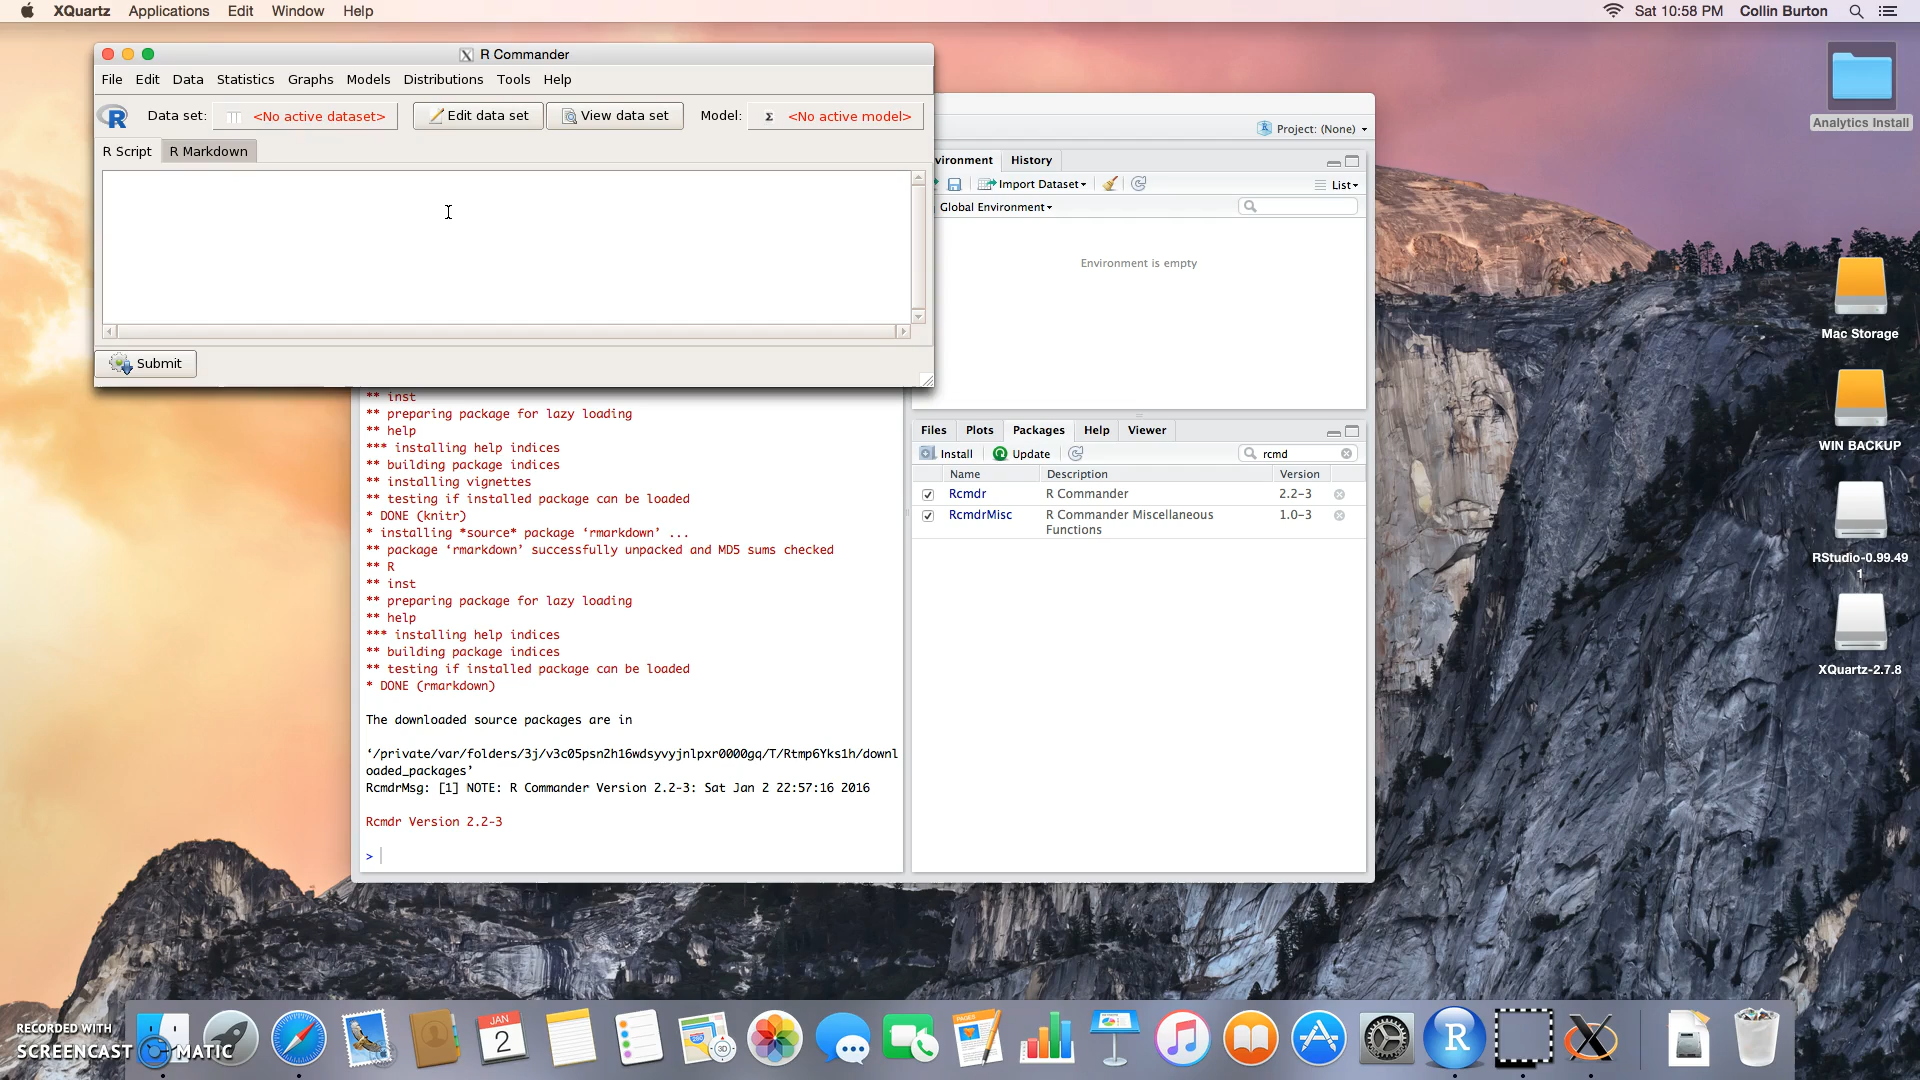 XQuartz Applications Edit Window Help
Sat 10:58 PM Collin Burton
R Commander
File Edit Data Statistics Graphs Models Distributions Tools Help
Data set: <No active dataset> Edit data set View data set Model: Σ <No active model>
R Script R Markdown
Submit
Project: (None)
vironment History
Import Dataset List
Global Environment
Environment is empty
** inst
** preparing package for lazy loading
** help
*** installing help indices
** building package indices
** installing vignettes
** testing if installed package can be loaded
* DONE (knitr)
* installing *source* package ‘rmarkdown’ ...
** package ‘rmarkdown’ successfully unpacked and MD5 sums checked
** R
** inst
** preparing package for lazy loading
** help
*** installing help indices
** building package indices
** testing if installed package can be loaded
* DONE (rmarkdown)
The downloaded source packages are in
‘/private/var/folders/3j/v3c05psn2h16wdsyvyjnlpxr0000gq/T/Rtmp6Yks1h/downl
oaded_packages’
RcmdrMsg: [1] NOTE: R Commander Version 2.2-3: Sat Jan 2 22:57:16 2016
Rcmdr Version 2.2-3
>
Files Plots Packages Help Viewer
Install Update rcmd
Name Description Version
Rcmdr R Commander 2.2-3
RcmdrMisc R Commander Miscellaneous 1.0-3
Functions
Analytics Install
Mac Storage
WIN BACKUP
RStudio-0.99.49
1
XQuartz-2.7.8
JAN
2
RECORDED WITH
SCREENCAST MATIC